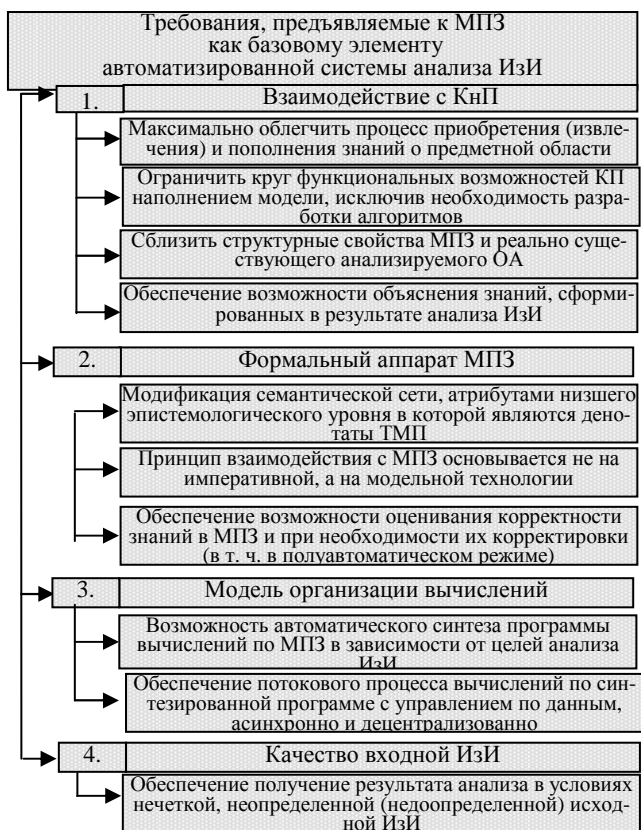 Требования, предъявляемые к МПЗ
как базовому элементу
автоматизированной системы анализа ИзИ
1. Взаимодействие с КнП
Максимально облегчить процесс приобретения (извле-
чения) и пополнения знаний о предметной области
Ограничить круг функциональных возможностей КП
наполнением модели, исключив необходимость разра-
ботки алгоритмов
Сблизить структурные свойства МПЗ и реально суще-
ствующего анализируемого ОА
Обеспечение возможности объяснения знаний, сформи-
рованных в результате анализа ИзИ
2. Формальный аппарат МПЗ
Модификация семантической сети, атрибутами низшего
эпистемологического уровня в которой являются дено-
таты ТМП
Принцип взаимодействия с МПЗ основывается не на
императивной, а на модельной технологии
Обеспечение возможности оценивания корректности
знаний в МПЗ и при необходимости их корректировки
(в т. ч. в полуавтоматическом режиме)
3. Модель организации вычислений
Возможность автоматического синтеза программы
вычислений по МПЗ в зависимости от целей анализа
ИзИ
Обеспечение потокового процесса вычислений по син-
тезированной программе с управлением по данным,
асинхронно и децентрализованно
4. Качество входной ИзИ
Обеспечение получение результата анализа в условиях
нечеткой, неопределенной (недоопределенной) исход-
ной ИзИ